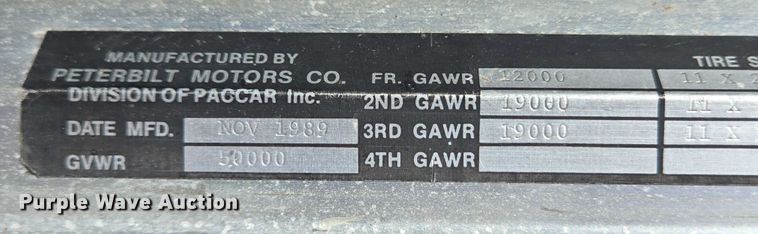 MANUFACTURED BY
PETERBILT MOTORS CO.
DIVISION OF PACCAR Inc.
DATE MFD. NOV 1989
GVWR 50000
TIRE S
FR. GAWR 12000 11 X 2
2ND GAWR 19000 11 X
3RD GAWR 19000 11 X
4TH GAWR
Purple Wave Auction